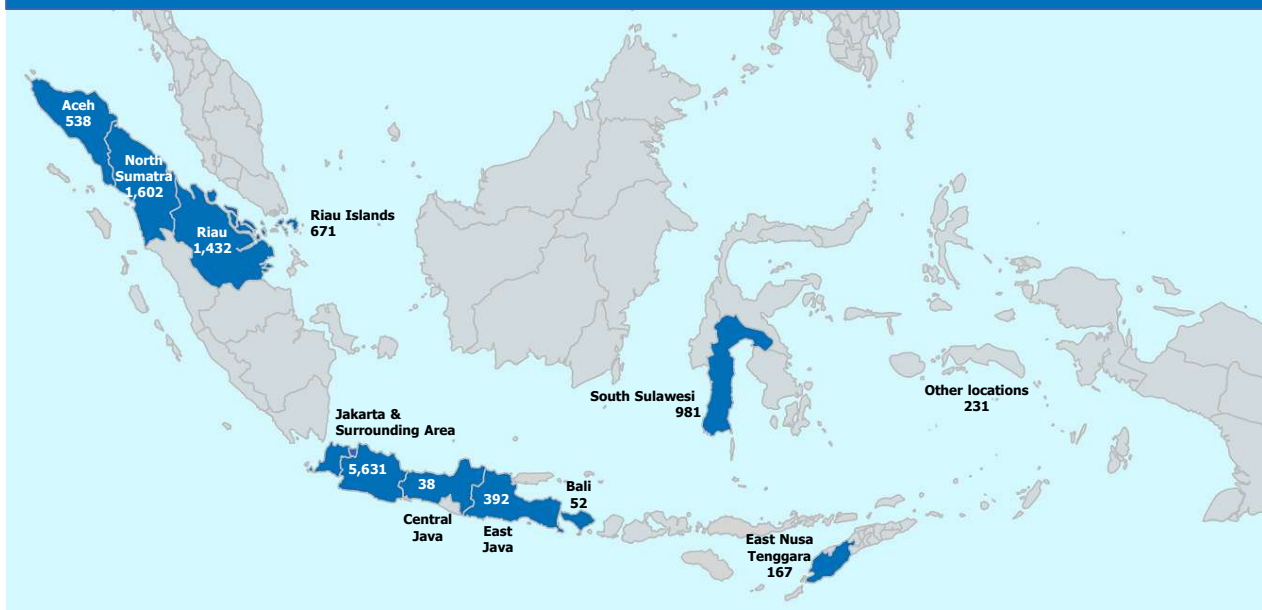 Aceh
538
North
Sumatra
1,602
Riau
1,432
Riau Islands
671
South Sulawesi
981
Other locations
231
Jakarta &
Surrounding Area
5,631
38
Central
Java
392
East
Java
Bali
52
East Nusa
Tenggara
167